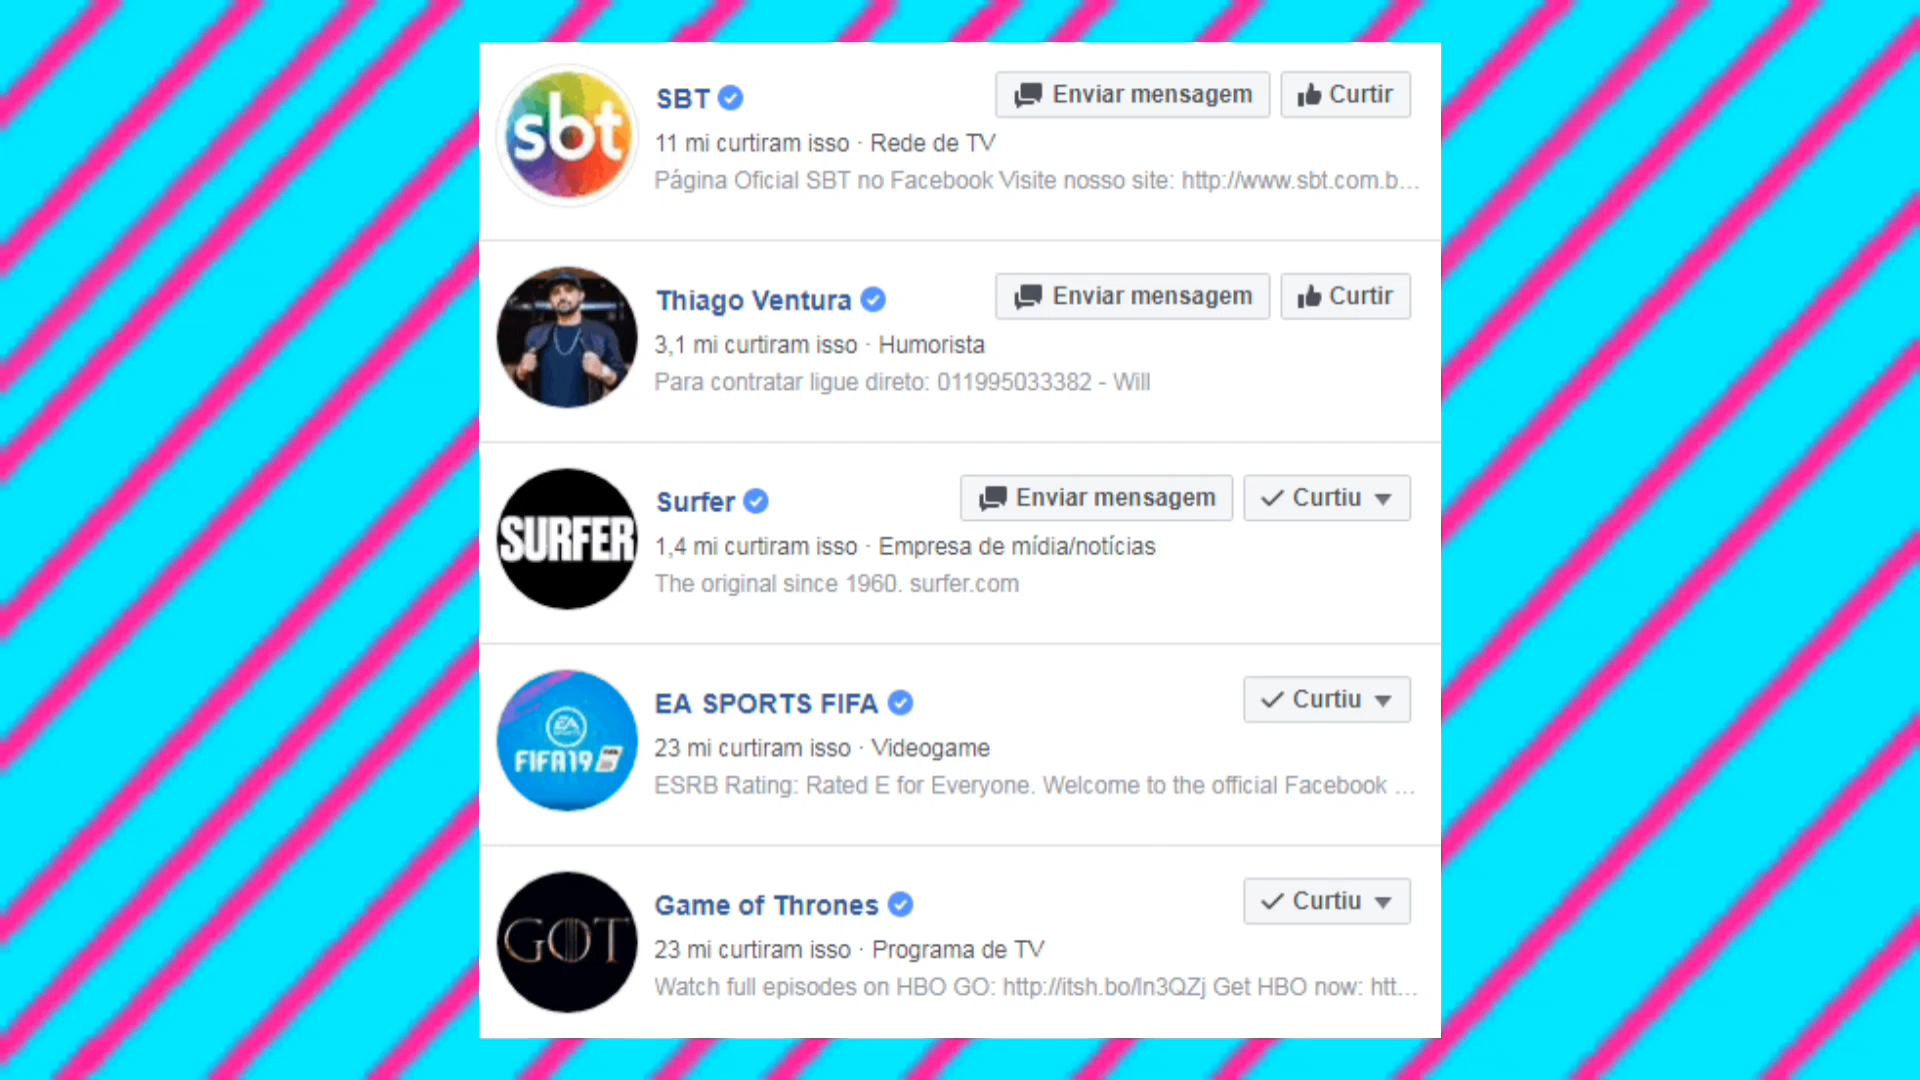 sbt
SBT
Enviar mensagem
Curtir
11 mi curtiram isso · Rede de TV
Página Oficial SBT no Facebook Visite nosso site: http://www.sbt.com.b...
Thiago Ventura
Enviar mensagem
Curtir
3,1 mi curtiram isso · Humorista
Para contratar ligue direto: 011995033382 - Will
SURFER
Surfer
Enviar mensagem
Curtiu
1,4 mi curtiram isso · Empresa de mídia/notícias
The original since 1960. surfer.com
EA SPORTS
FIFA19
EA SPORTS FIFA
Curtiu
23 mi curtiram isso · Videogame
ESRB Rating: Rated E for Everyone. Welcome to the official Facebook ...
GOT
Game of Thrones
Curtiu
23 mi curtiram isso · Programa de TV
Watch full episodes on HBO GO: http://itsh.bo/ln3QZj Get HBO now: htt...